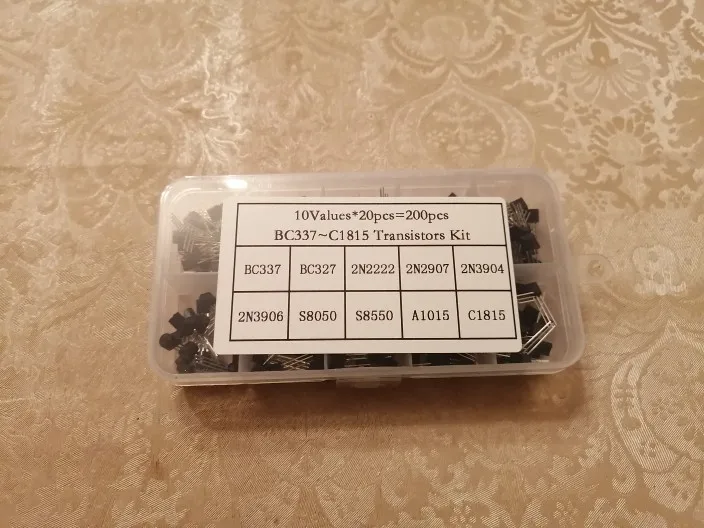 10Values*20pcs=200pcs
BC337~C1815 Transistors Kit
BC337 BC327 2N2222 2N2907 2N3904
2N3906 S8050 S8550 A1015 C1815